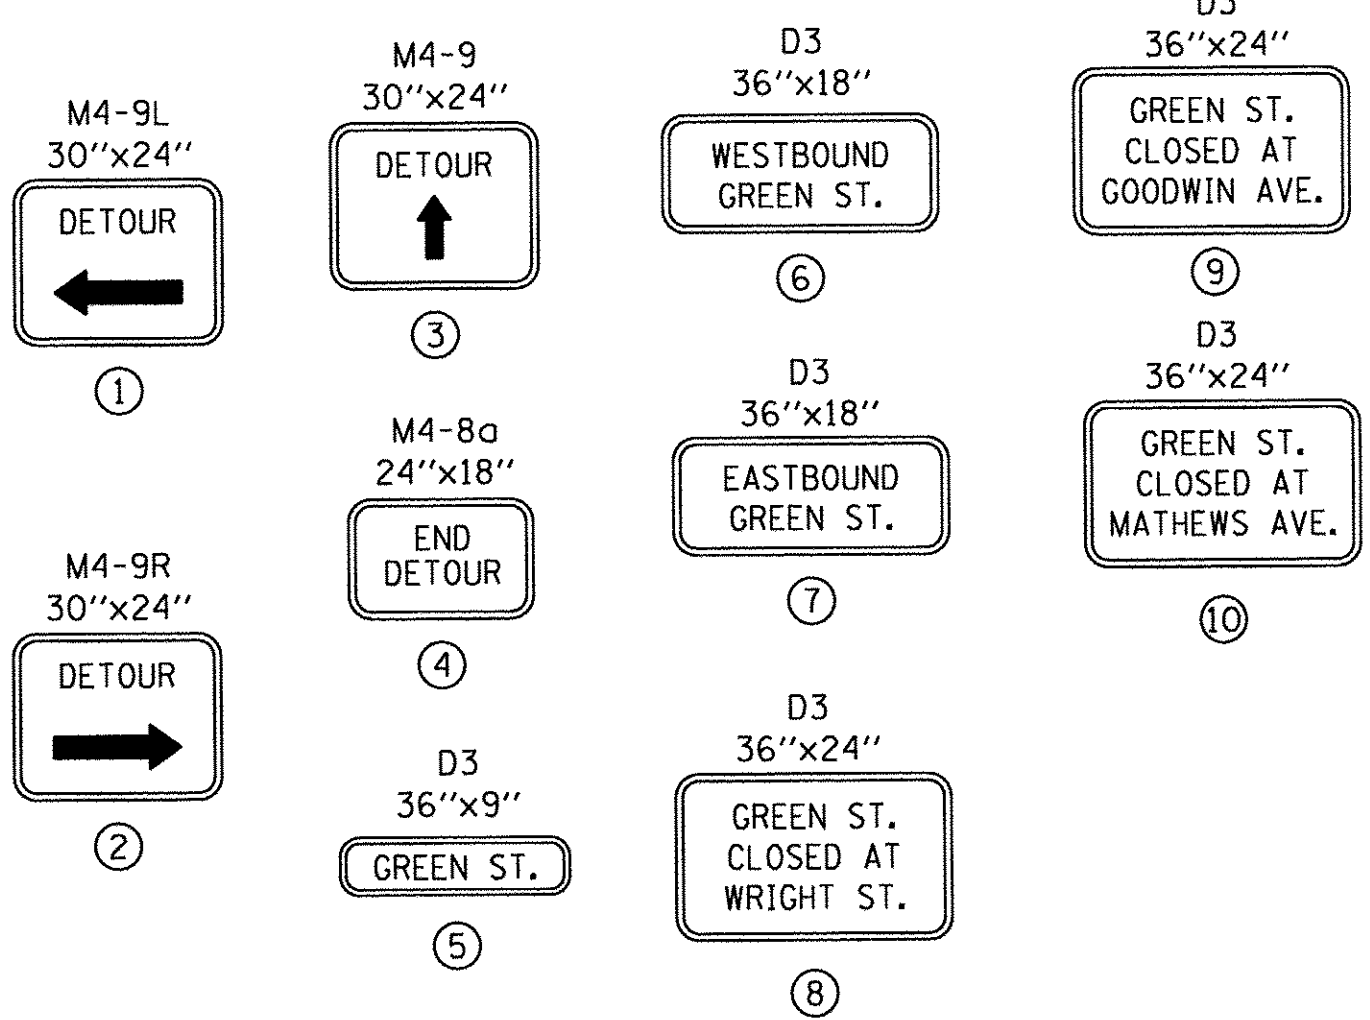 M4-9L
30"x24"
DETOUR
1
M4-9R
30"x24"
DETOUR
2
M4-9
30"x24"
DETOUR
3
M4-8a
24"x18"
END
DETOUR
4
D3
36"x9"
GREEN ST.
5
D3
36"x18"
WESTBOUND
GREEN ST.
6
D3
36"x18"
EASTBOUND
GREEN ST.
7
D3
36"x24"
GREEN ST.
CLOSED AT
WRIGHT ST.
8
D3
36"x24"
GREEN ST.
CLOSED AT
GOODWIN AVE.
9
D3
36"x24"
GREEN ST.
CLOSED AT
MATHEWS AVE.
10